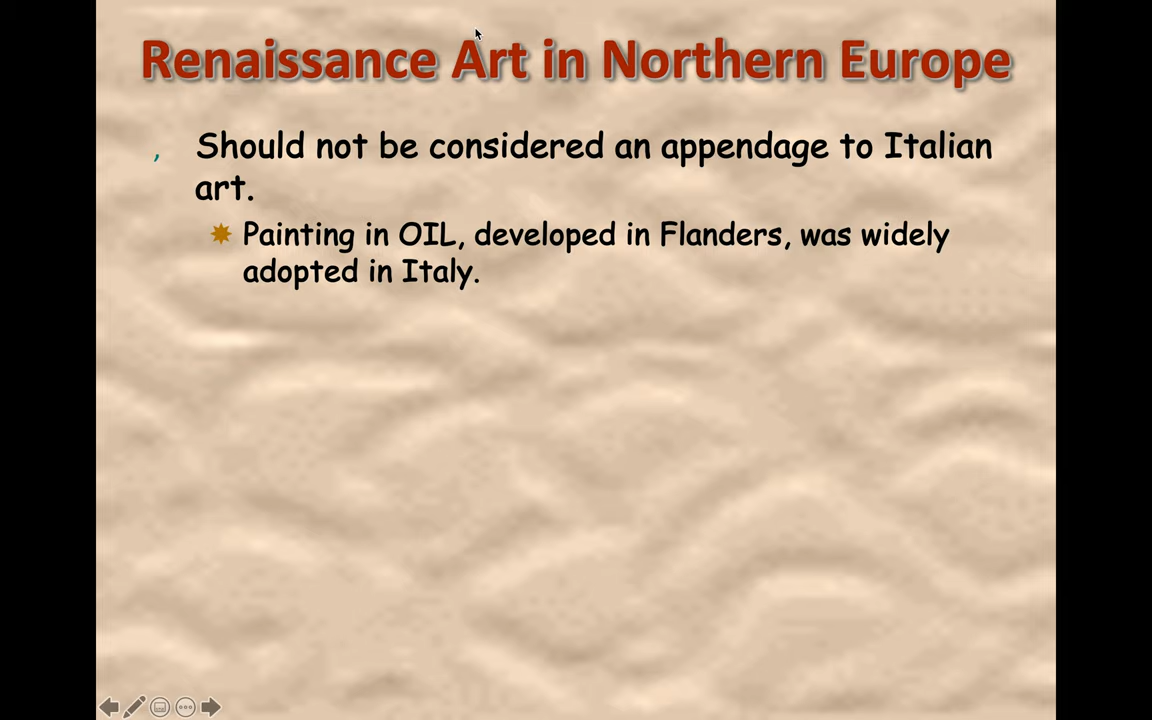 Renaissance Art in Northern Europe
, Should not be considered an appendage to Italian
art.
Painting in OIL, developed in Flanders, was widely
adopted in Italy.